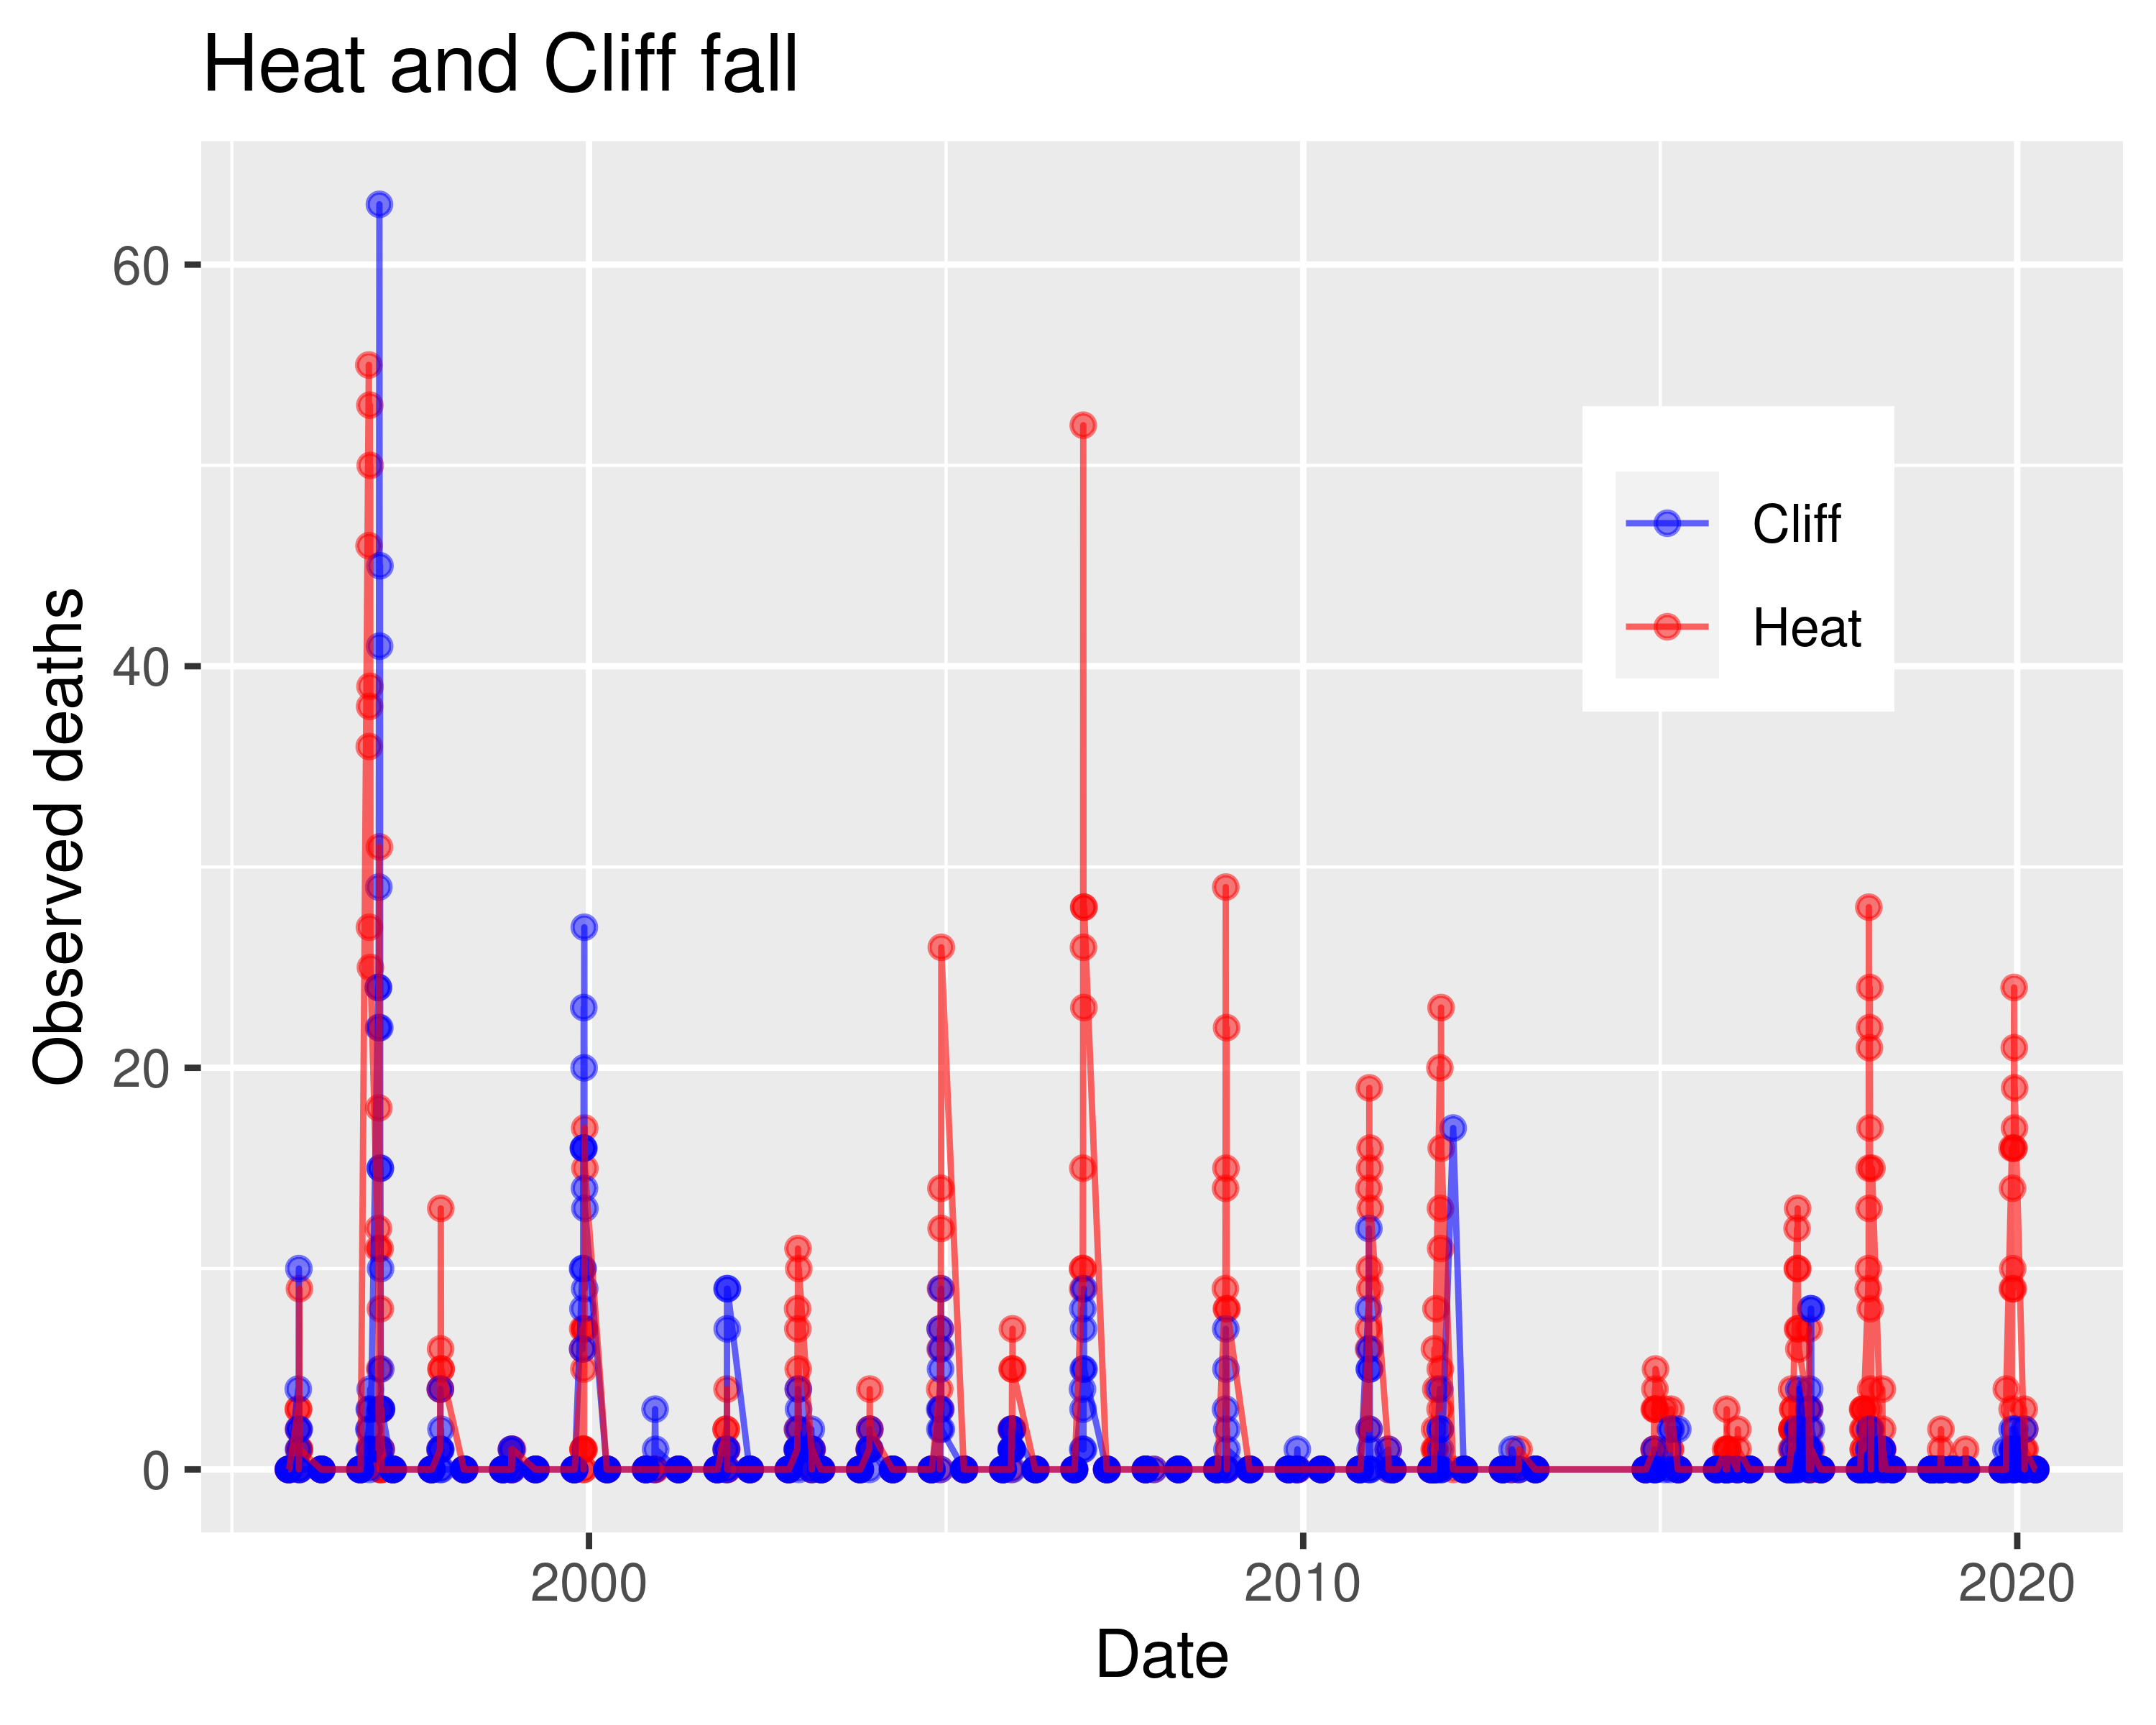 Heat and Cliff fall
Observed deaths
60
40
20
0
Cliff
Heat
2000
2010
2020
Date